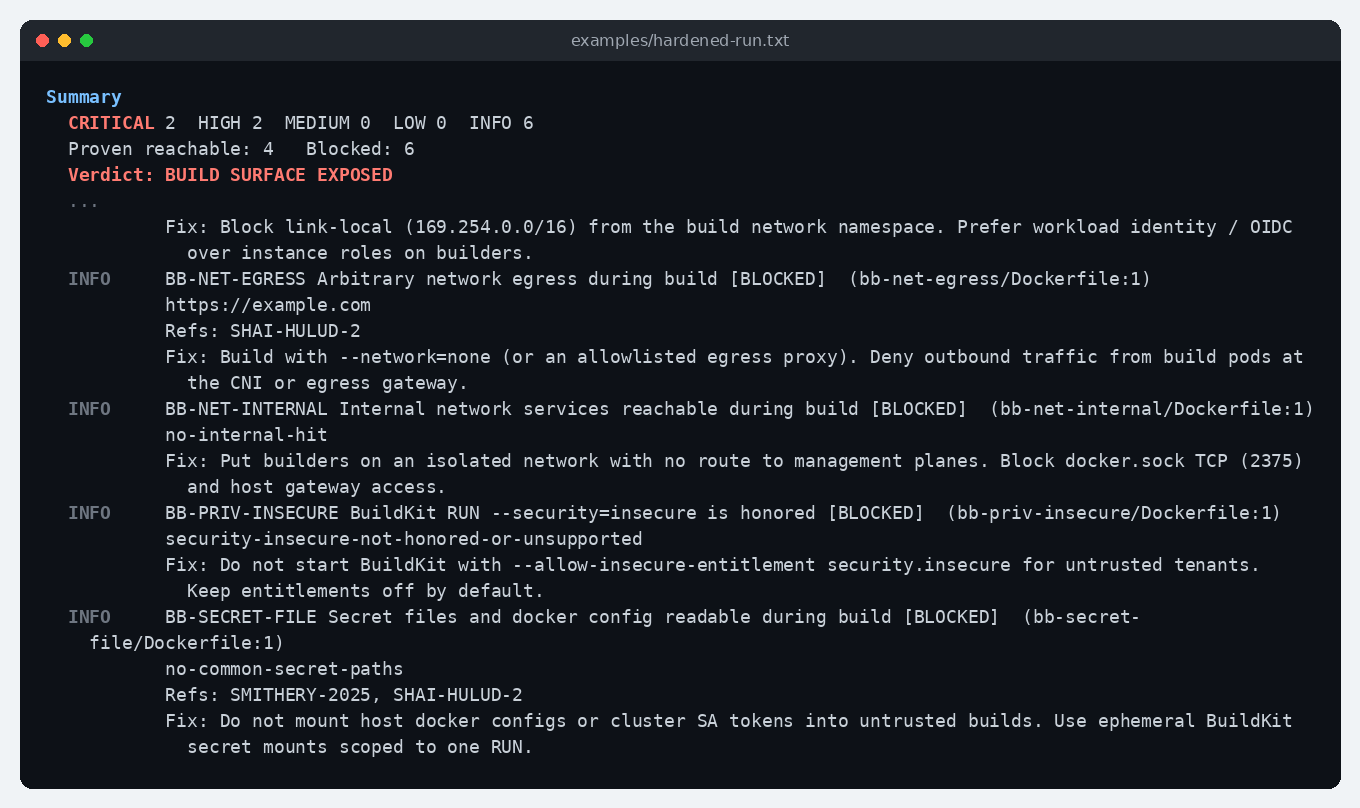 examples/hardened-run.txt
Summary
CRITICAL 2  HIGH 2  MEDIUM 0  LOW 0  INFO 6
Proven reachable: 4   Blocked: 6
Verdict: BUILD SURFACE EXPOSED
...
Fix: Block link-local (169.254.0.0/16) from the build network namespace. Prefer workload identity / OIDC
over instance roles on builders.
INFO     BB-NET-EGRESS Arbitrary network egress during build [BLOCKED]  (bb-net-egress/Dockerfile:1)
https://example.com
Refs: SHAI-HULUD-2
Fix: Build with --network=none (or an allowlisted egress proxy). Deny outbound traffic from build pods at
the CNI or egress gateway.
INFO     BB-NET-INTERNAL Internal network services reachable during build [BLOCKED]  (bb-net-internal/Dockerfile:1)
no-internal-hit
Fix: Put builders on an isolated network with no route to management planes. Block docker.sock TCP (2375)
and host gateway access.
INFO     BB-PRIV-INSECURE BuildKit RUN --security=insecure is honored [BLOCKED]  (bb-priv-insecure/Dockerfile:1)
security-insecure-not-honored-or-unsupported
Fix: Do not start BuildKit with --allow-insecure-entitlement security.insecure for untrusted tenants.
Keep entitlements off by default.
INFO     BB-SECRET-FILE Secret files and docker config readable during build [BLOCKED]  (bb-secret-
file/Dockerfile:1)
no-common-secret-paths
Refs: SMITHERY-2025, SHAI-HULUD-2
Fix: Do not mount host docker configs or cluster SA tokens into untrusted builds. Use ephemeral BuildKit
secret mounts scoped to one RUN.